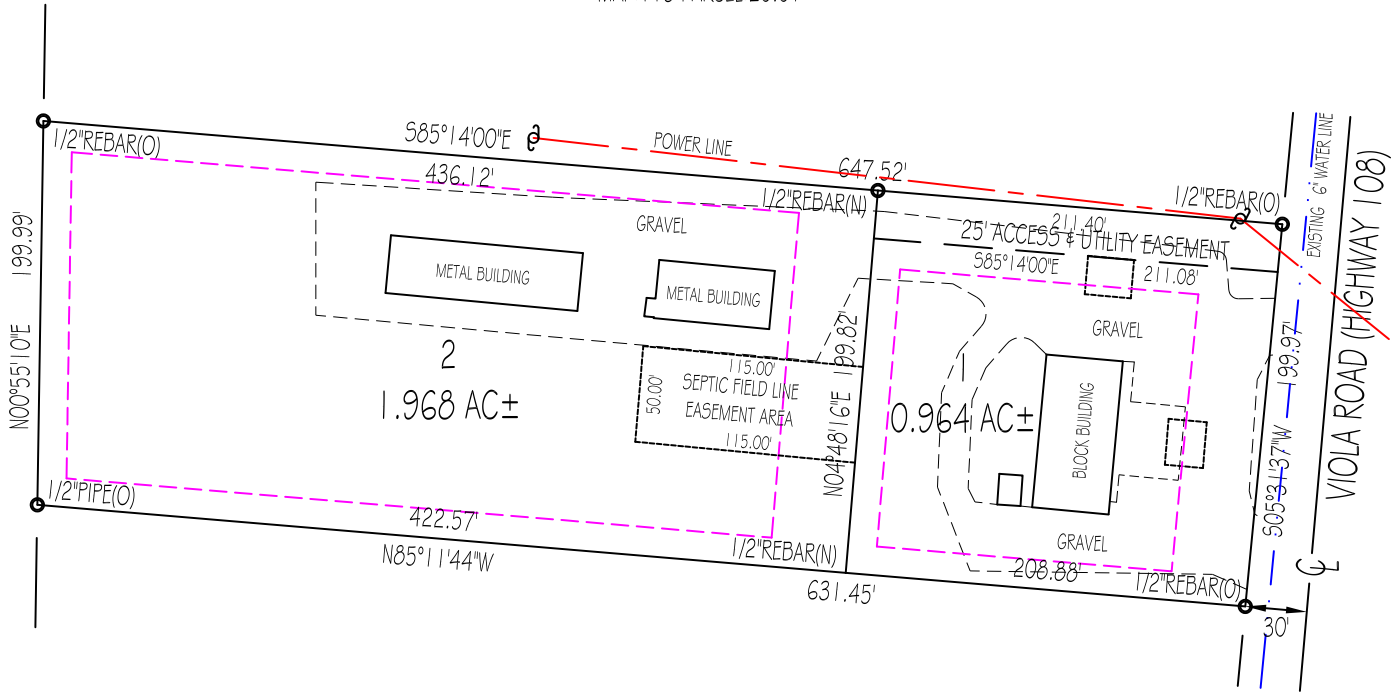 S85°14'00"E
POWER LINE
647.52'
1/2"REBAR(O)
436.12'
1/2"REBAR(N)
1/2"REBAR(O)
EXISTING 6" WATER LINE
VIOLA ROAD (HIGHWAY 108)
GRAVEL
211.40'
25' ACCESS & UTILITY EASEMENT
S85°14'00"E
211.08'
N00°55'10"E 199.99'
METAL BUILDING
METAL BUILDING
GRAVEL
2
1.968 AC±
115.00'
50.00'
SEPTIC FIELD LINE
EASEMENT AREA
115.00'
N04°48'16"E 199.82'
1
0.964 AC±
BLOCK BUILDING
S05°31'37"W 199.97'
1/2"PIPE(O)
422.57'
N85°11'44"W
1/2"REBAR(N)
GRAVEL
208.88'
1/2"REBAR(O)
631.45'
30'